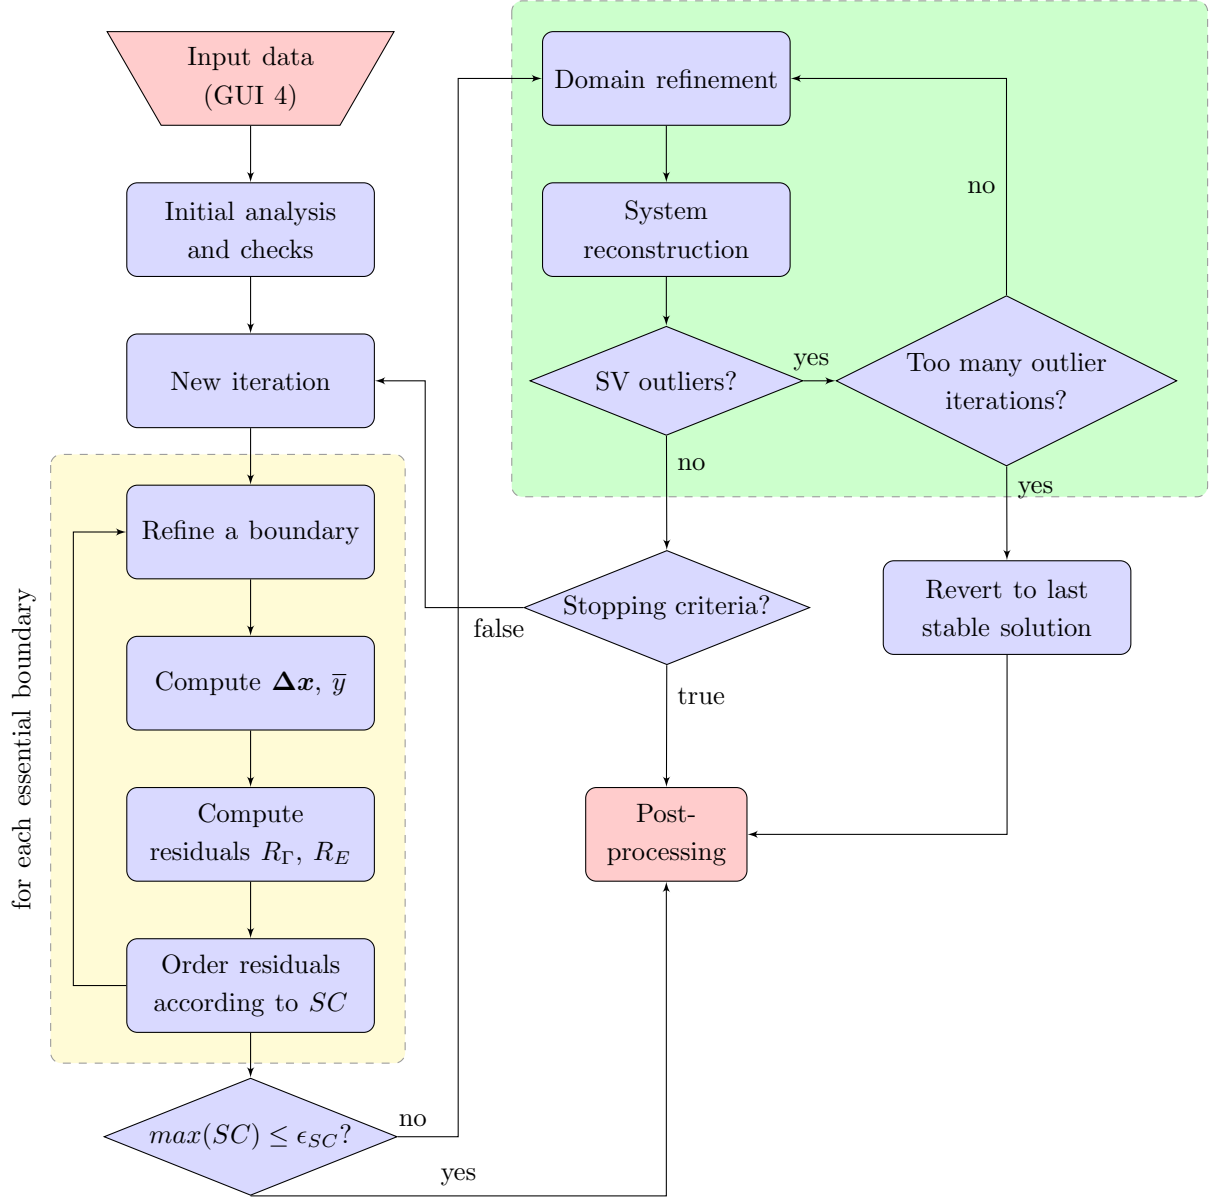 Input data
(GUI 4)
Initial analysis
and checks
New iteration
for each essential boundary
Refine a boundary
Compute Δx, y̅
Compute
residuals R_Γ, R_E
Order residuals
according to SC
max(SC) ≤ ϵ_SC?
no
yes
Domain refinement
System
reconstruction
SV outliers?
yes
no
Too many outlier
iterations?
no
yes
Stopping criteria?
false
true
Revert to last
stable solution
Post-
processing